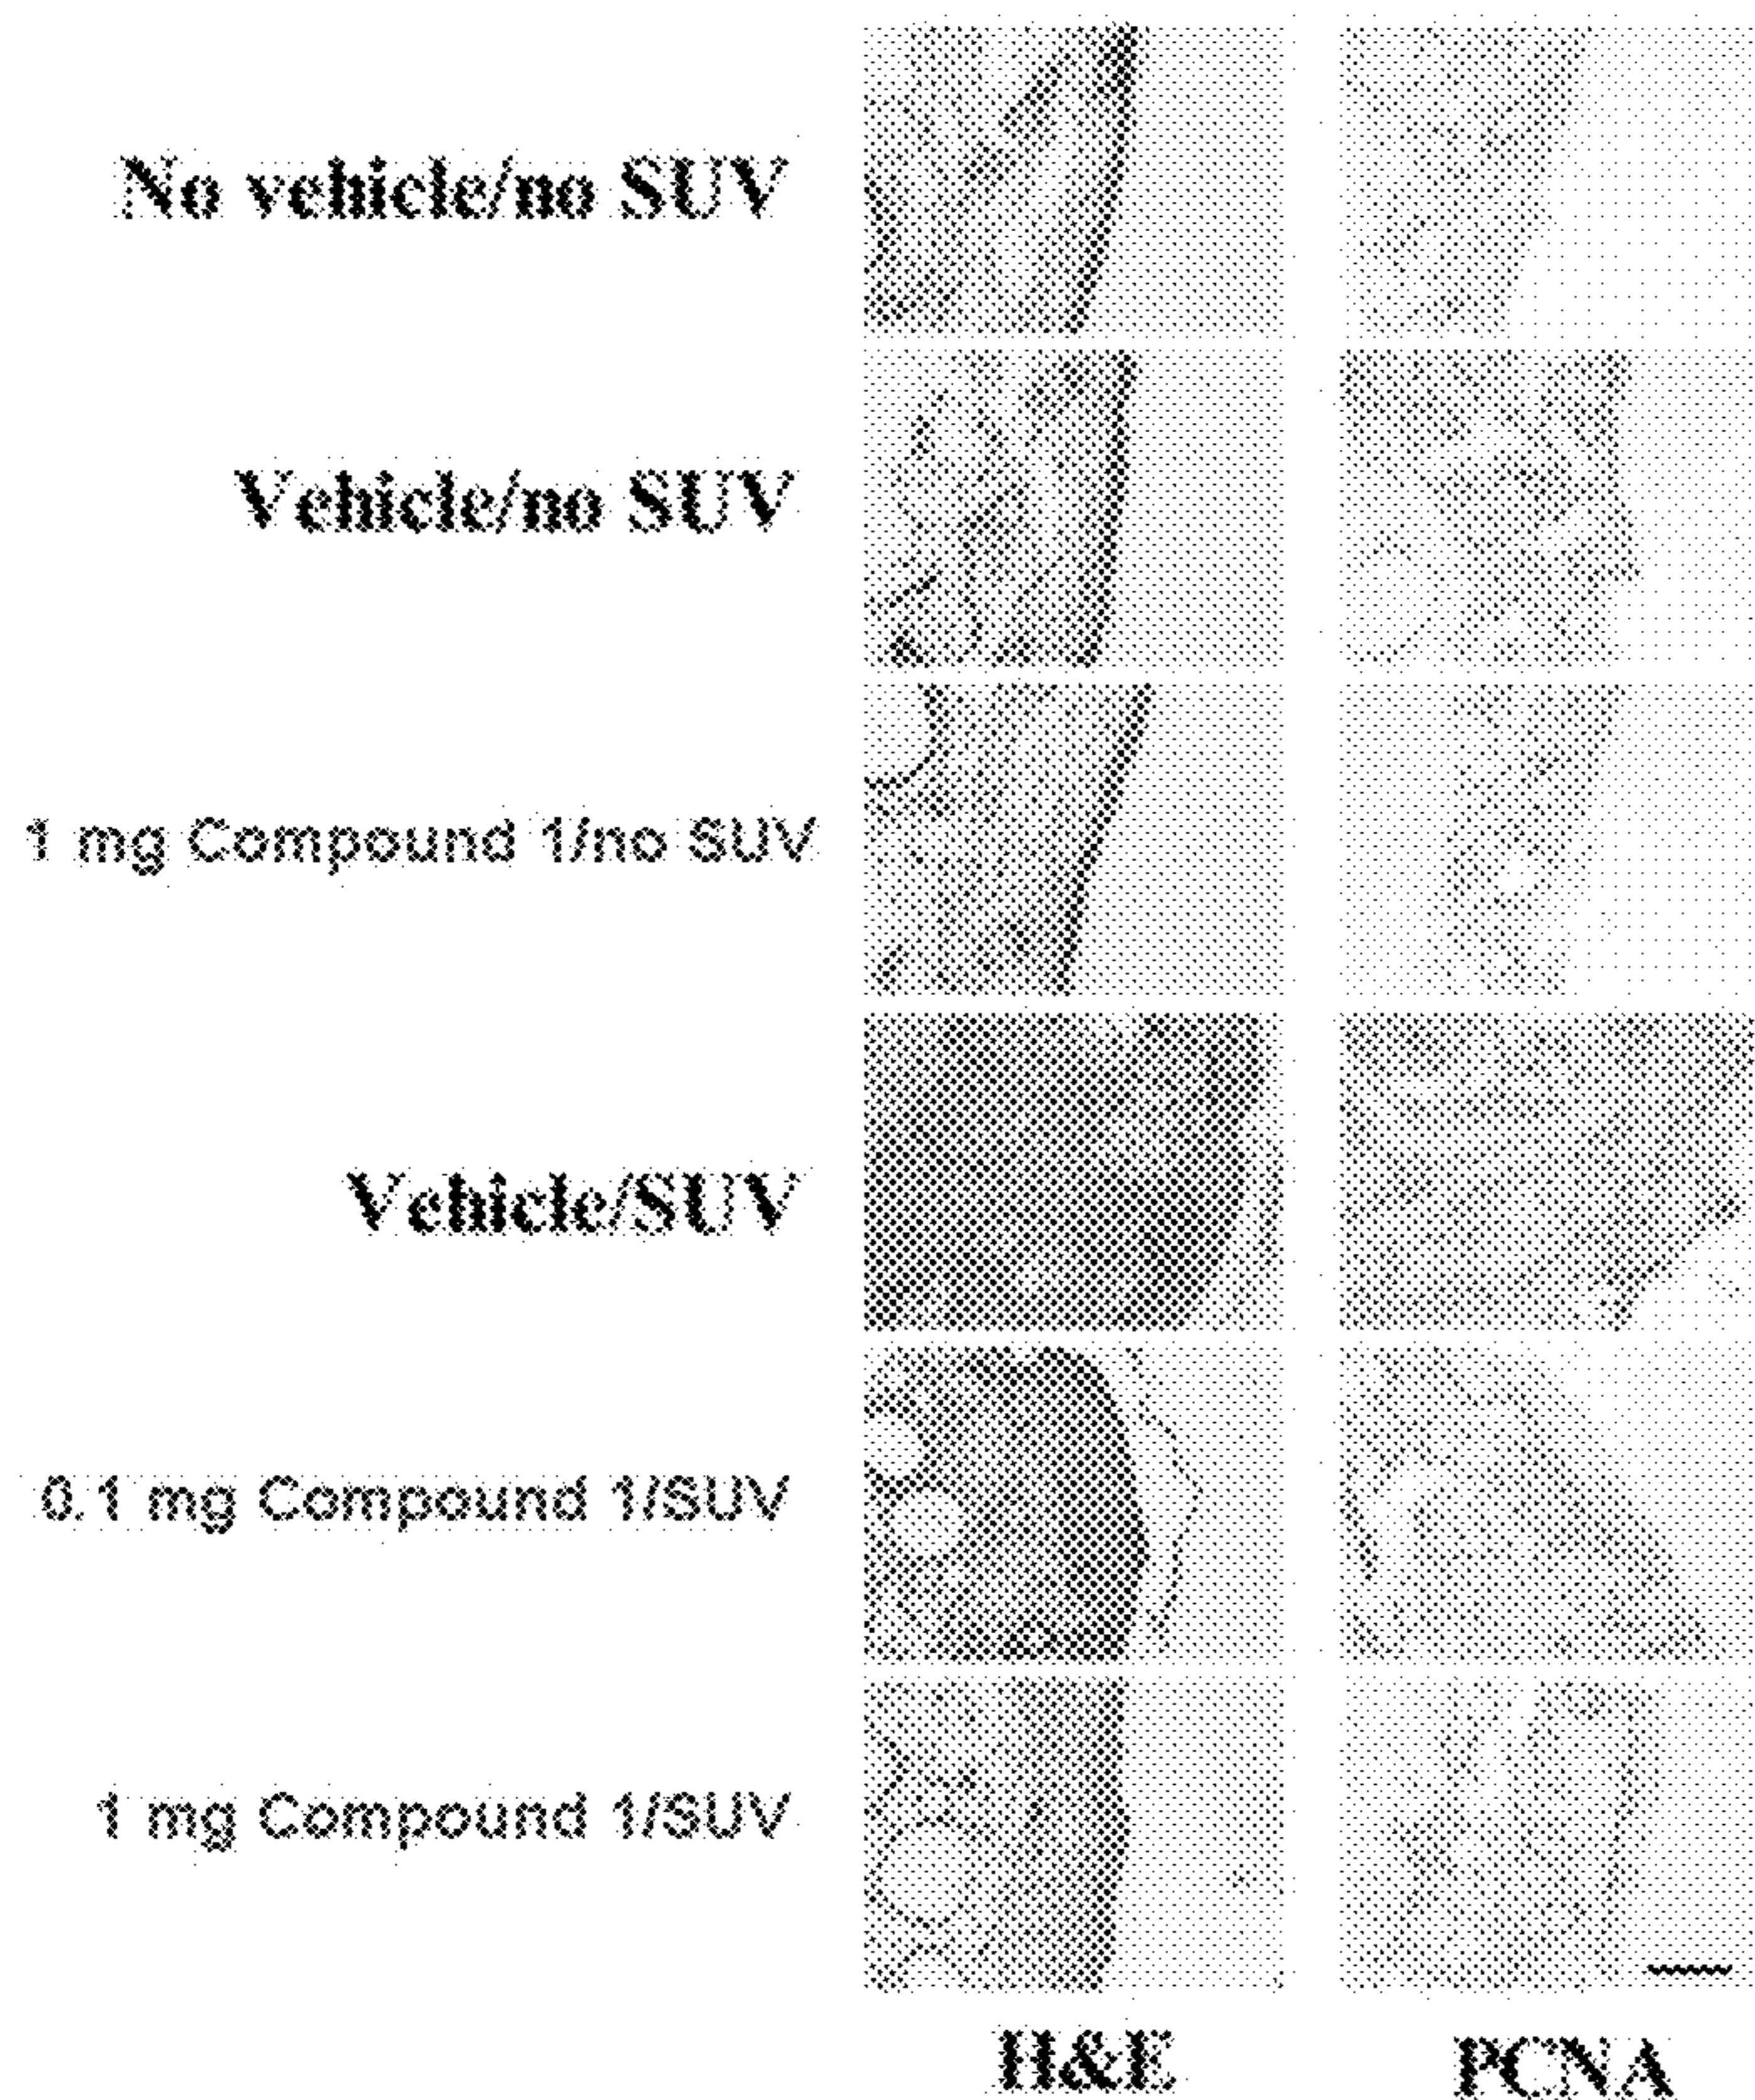 No vehicle/no SUV
Vehicle/no SUV
1 mg Compound 1/no SUV
Vehicle/SUV
0.1 mg Compound 1/SUV
1 mg Compound 1/SUV
H&E PCNA